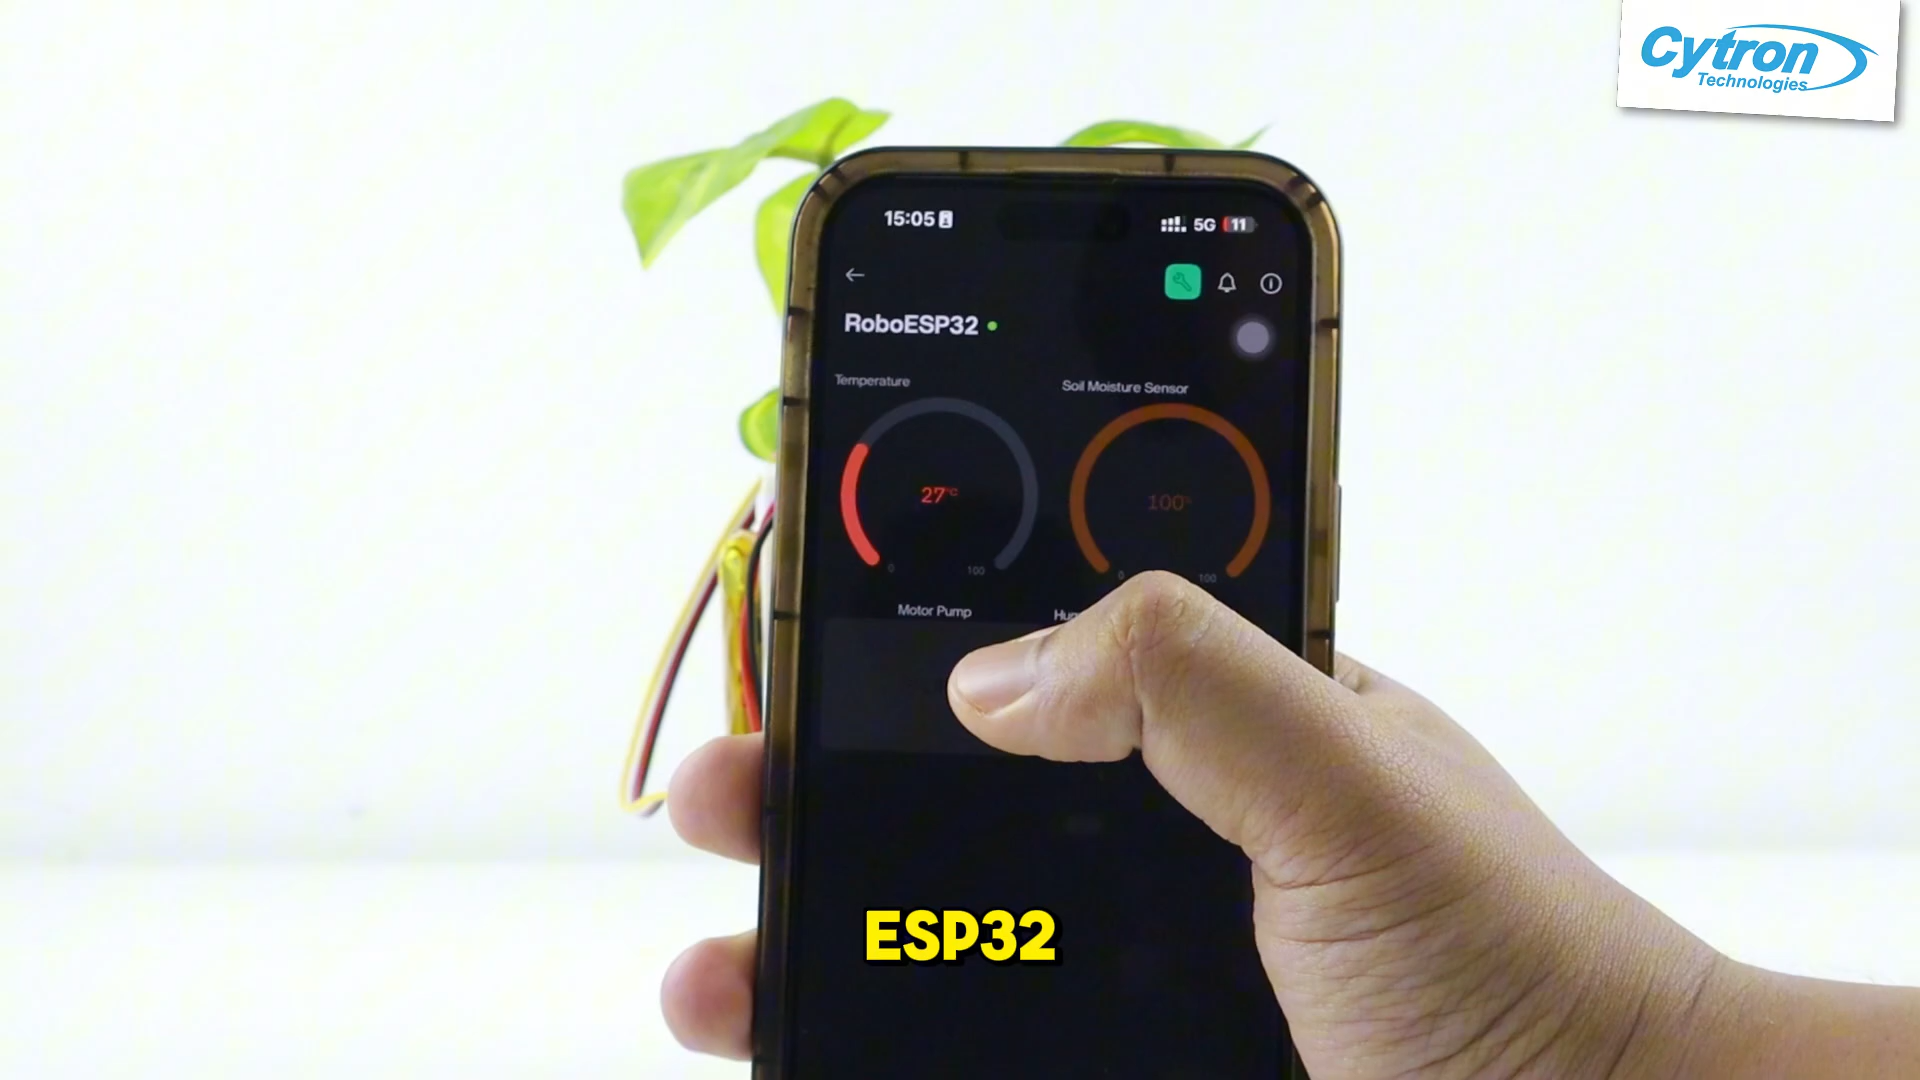 Cytron
Technologies
15:05
5G 11
RoboESP32
Temperature
Soil Moisture Sensor
27°C
100%
0 100
0 100
Motor Pump
ESP32